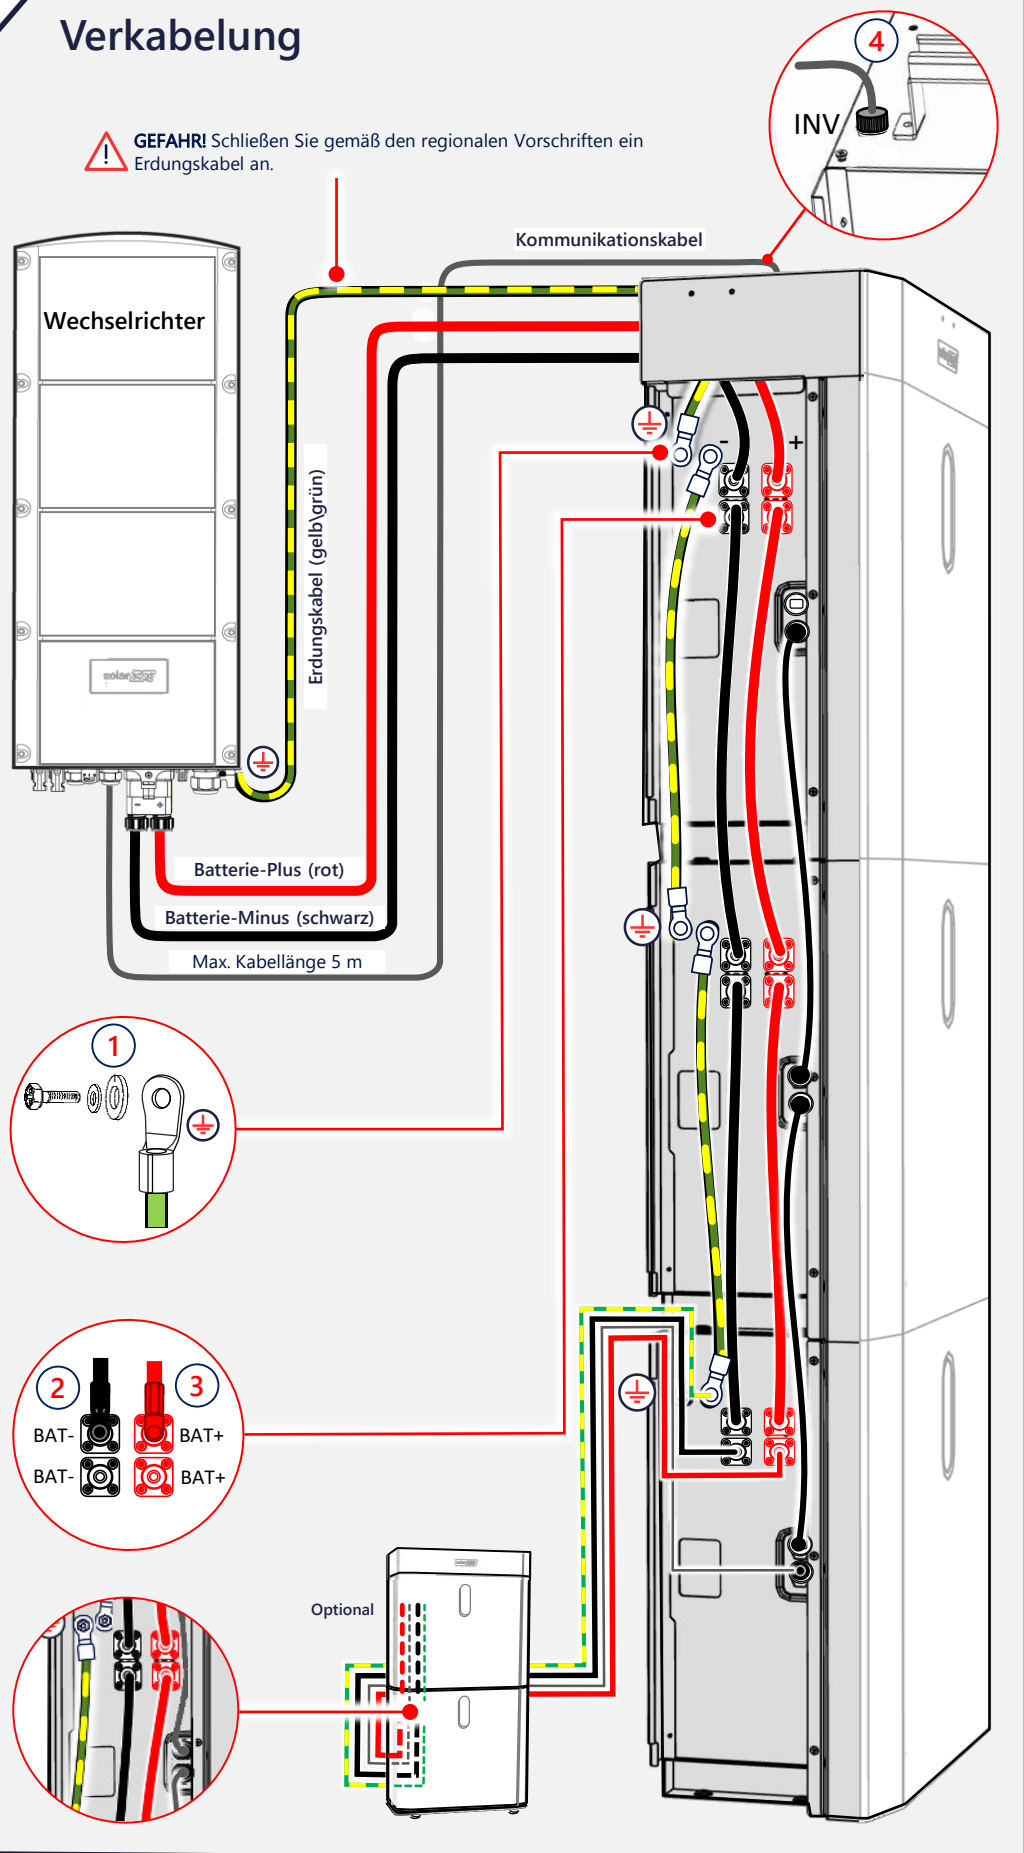 Verkabelung
4
INV
GEFAHR! Schließen Sie gemäß den regionalen Vorschriften ein
Erdungskabel an.
Kommunikationskabel
Wechselrichter
- +
Erdungskabel (gelb\grün)
solaredge
Batterie-Plus (rot)
Batterie-Minus (schwarz)
Max. Kabellänge 5 m
1
2
3
BAT- BAT+
BAT- BAT+
Optional